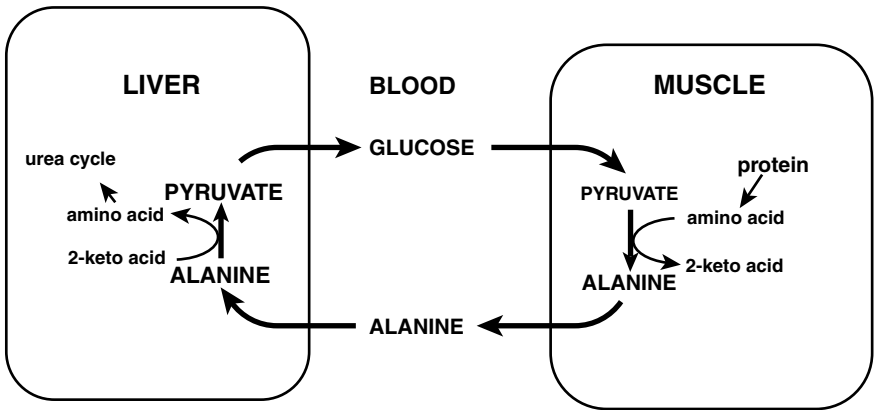 LIVER
BLOOD
MUSCLE
GLUCOSE
urea cycle
PYRUVATE
amino acid
2-keto acid
ALANINE
protein
PYRUVATE
amino acid
2-keto acid
ALANINE
ALANINE